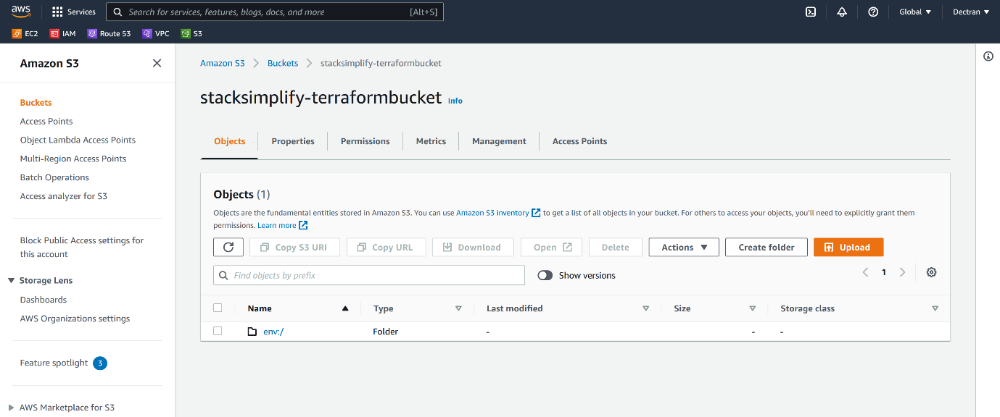 aws
Services
Search for services, features, blogs, docs, and more [Alt+S]
Global ▼
Dectran ▼
EC2
IAM
Route 53
VPC
S3
Amazon S3
Buckets
Access Points
Object Lambda Access Points
Multi-Region Access Points
Batch Operations
Access analyzer for S3
Block Public Access settings for
this account
Storage Lens
Dashboards
AWS Organizations settings
Feature spotlight 3
AWS Marketplace for S3
Amazon S3 > Buckets > stacksimplify-terraformbucket
stacksimplify-terraformbucket Info
Objects Properties Permissions Metrics Management Access Points
Objects (1)
Objects are the fundamental entities stored in Amazon S3. You can use Amazon S3 inventory to get a list of all objects in your bucket. For others to access your objects, you'll need to explicitly grant them
permissions. Learn more
Copy S3 URI Copy URL Download Open Delete Actions ▼ Create folder Upload
Find objects by prefix Show versions 1
Name Type Last modified Size Storage class
env:/ Folder - - -